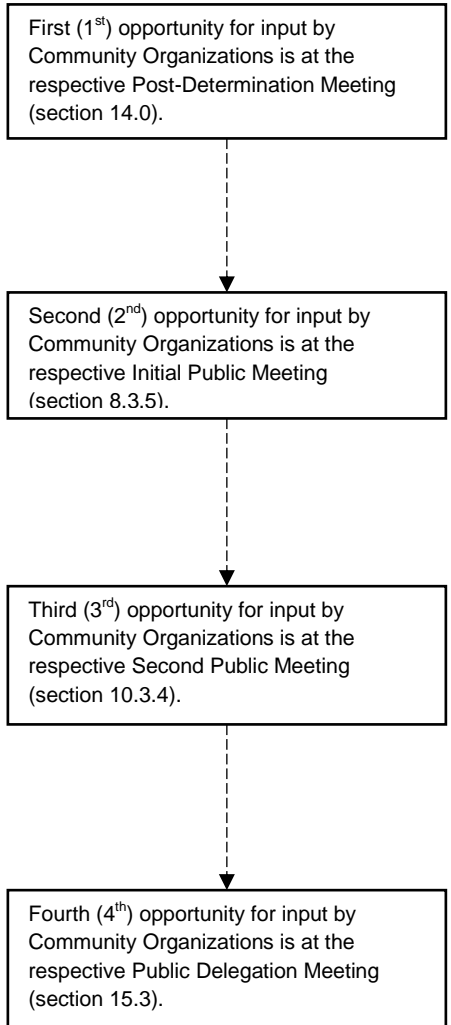 First (1st) opportunity for input by
Community Organizations is at the
respective Post-Determination Meeting
(section 14.0).
Second (2nd) opportunity for input by
Community Organizations is at the
respective Initial Public Meeting
(section 8.3.5).
Third (3rd) opportunity for input by
Community Organizations is at the
respective Second Public Meeting
(section 10.3.4).
Fourth (4th) opportunity for input by
Community Organizations is at the
respective Public Delegation Meeting
(section 15.3).